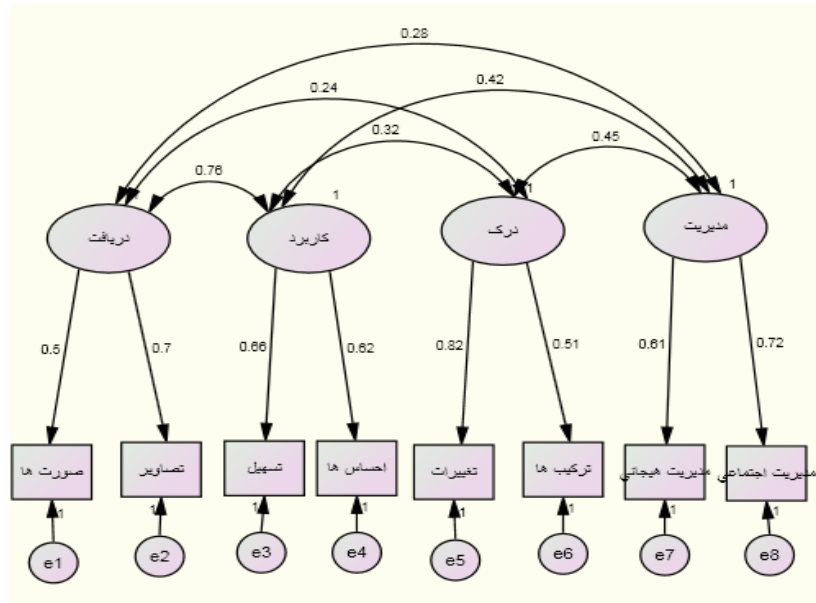 0.28
0.24
0.42
0.32
0.45
0.76
1
1
1
دریافت
کاربرد
درک
مدیریت
0.5
0.7
0.66
0.62
0.82
0.51
0.61
0.72
صورت ها
تصاویر
تسهیل
احساس ها
تغییرات
ترکیب ها
مدیریت هیجاني
مدیریت اجتماعي
1
1
1
1
1
1
1
1
e1
e2
e3
e4
e5
e6
e7
e8